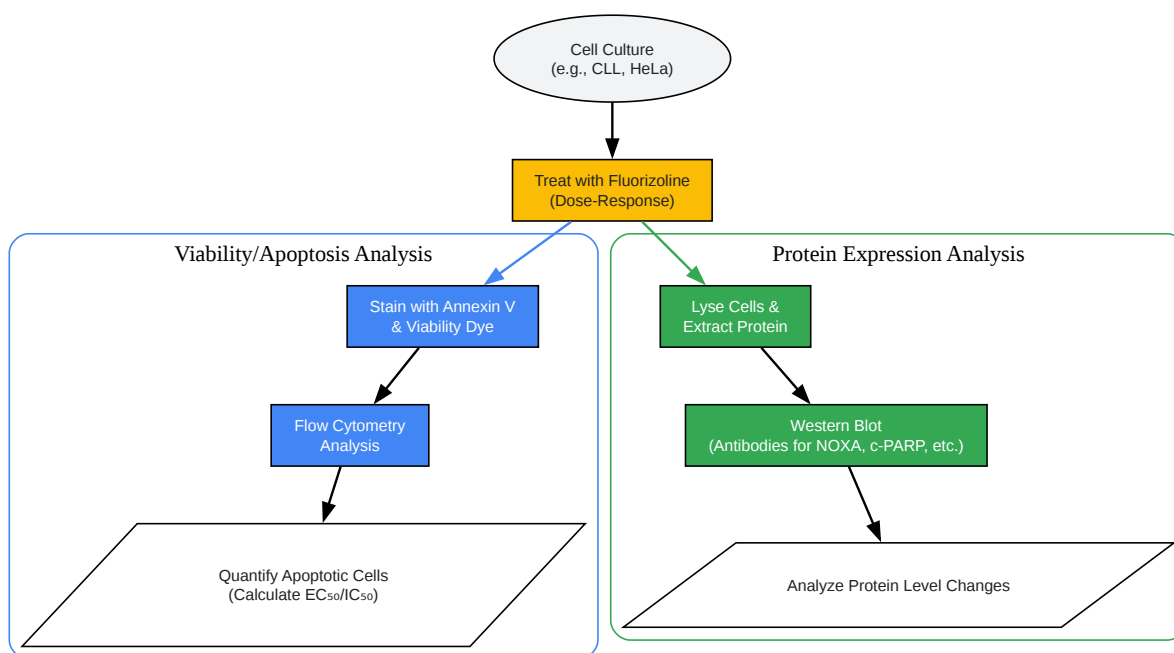 Cell Culture
(e.g., CLL, HeLa)
Treat with Fluorizoline
(Dose-Response)
Viability/Apoptosis Analysis
Stain with Annexin V
& Viability Dye
Flow Cytometry
Analysis
Quantify Apoptotic Cells
(Calculate EC₅₀/IC₅₀)
Protein Expression Analysis
Lyse Cells &
Extract Protein
Western Blot
(Antibodies for NOXA, c-PARP, etc.)
Analyze Protein Level Changes